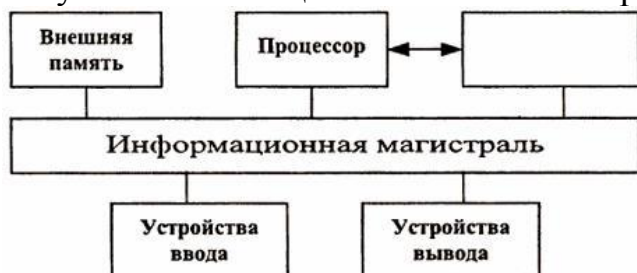 Внешняя
память
Процессор
Информационная магистраль
Устройства
ввода
Устройства
вывода